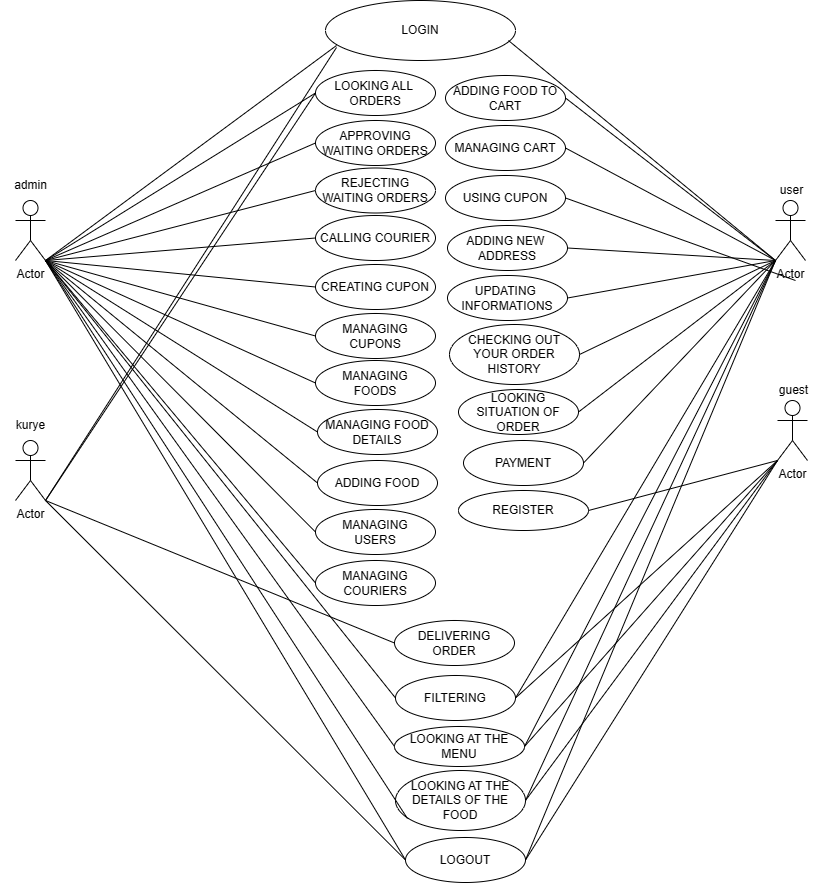 LOGIN
LOOKING ALL
ORDERS
ADDING FOOD TO
CART
APPROVING
WAITING ORDERS
MANAGING CART
admin
REJECTING
WAITING ORDERS
USING CUPON
user
CALLING COURIER
ADDING NEW
ADDRESS
Actor
Actor
CREATING CUPON
UPDATING
INFORMATIONS
MANAGING
CUPONS
CHECKING OUT
YOUR ORDER
HISTORY
MANAGING
FOODS
guest
LOOKING
SITUATION OF
ORDER
kurye
MANAGING FOOD
DETAILS
PAYMENT
Actor
ADDING FOOD
REGISTER
Actor
MANAGING
USERS
MANAGING
COURIERS
DELIVERING
ORDER
FILTERING
LOOKING AT THE
MENU
LOOKING AT THE
DETAILS OF THE
FOOD
LOGOUT